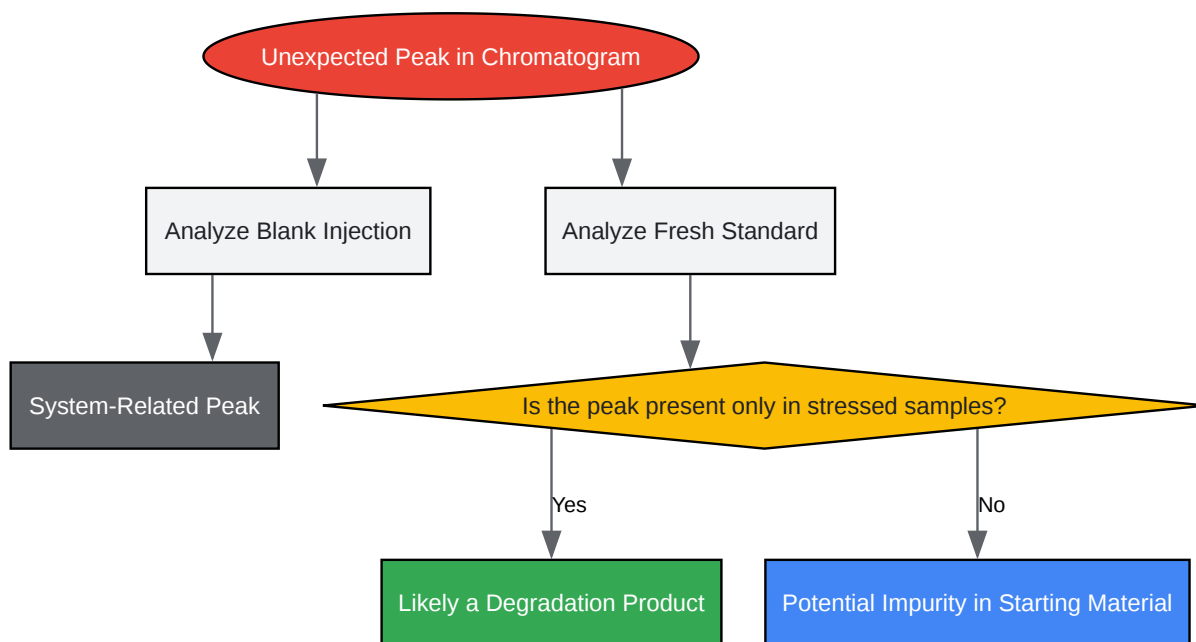 Unexpected Peak in Chromatogram
Analyze Blank Injection
Analyze Fresh Standard
System-Related Peak
Is the peak present only in stressed samples?
Yes
No
Likely a Degradation Product
Potential Impurity in Starting Material